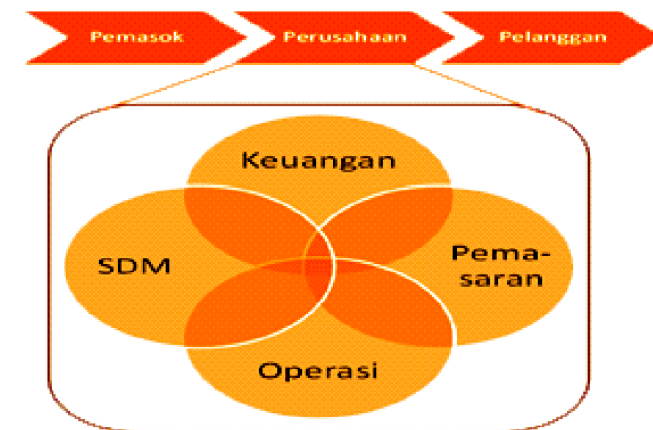 Pemasok
Perusahaan
Pelanggan
Keuangan
SDM
Pema-
saran
Operasi